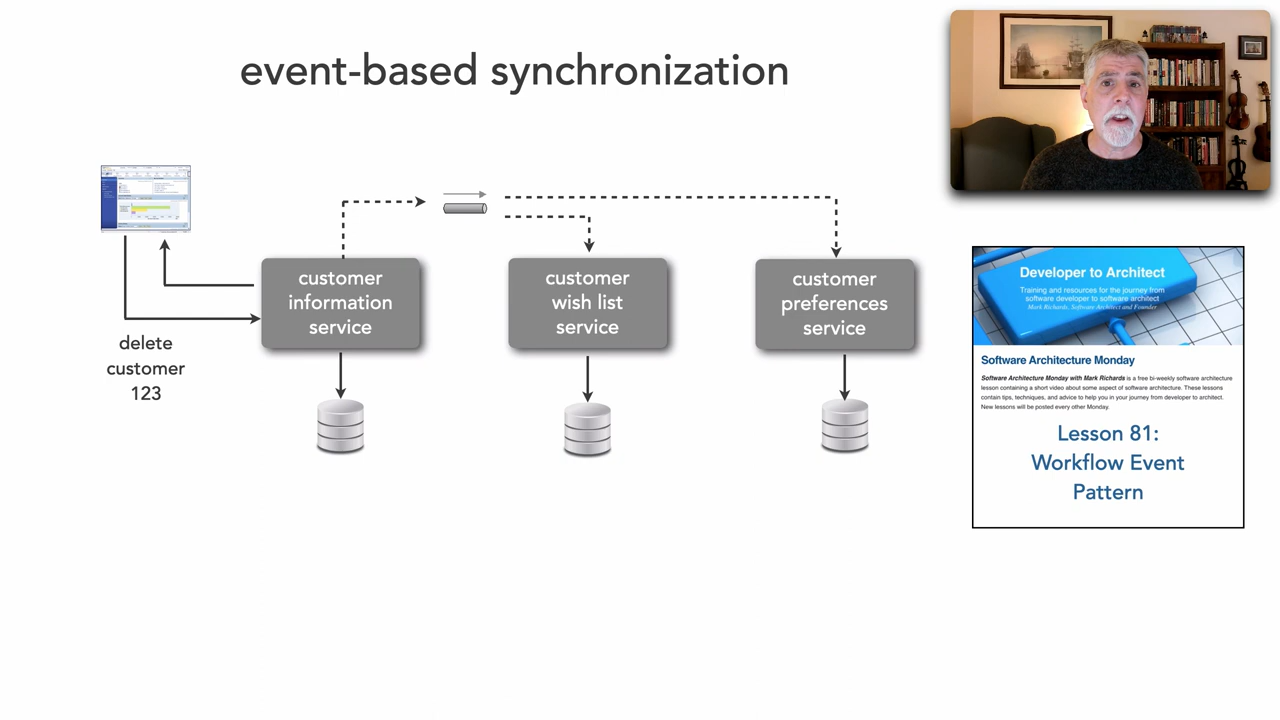 event-based synchronization
customer
information
service
customer
wish list
service
customer
preferences
service
delete
customer
123
Developer to Architect
Training and resources for the journey from
software developer to software architect
Mark Richards, Software Architect and Founder
Software Architecture Monday
Software Architecture Monday with Mark Richards is a free bi-weekly software architecture
lesson containing a short video about some aspect of software architecture. These lessons
contain tips, techniques, and advice to help you in your journey from developer to architect.
New lessons will be posted every other Monday.
Lesson 81:
Workflow Event
Pattern